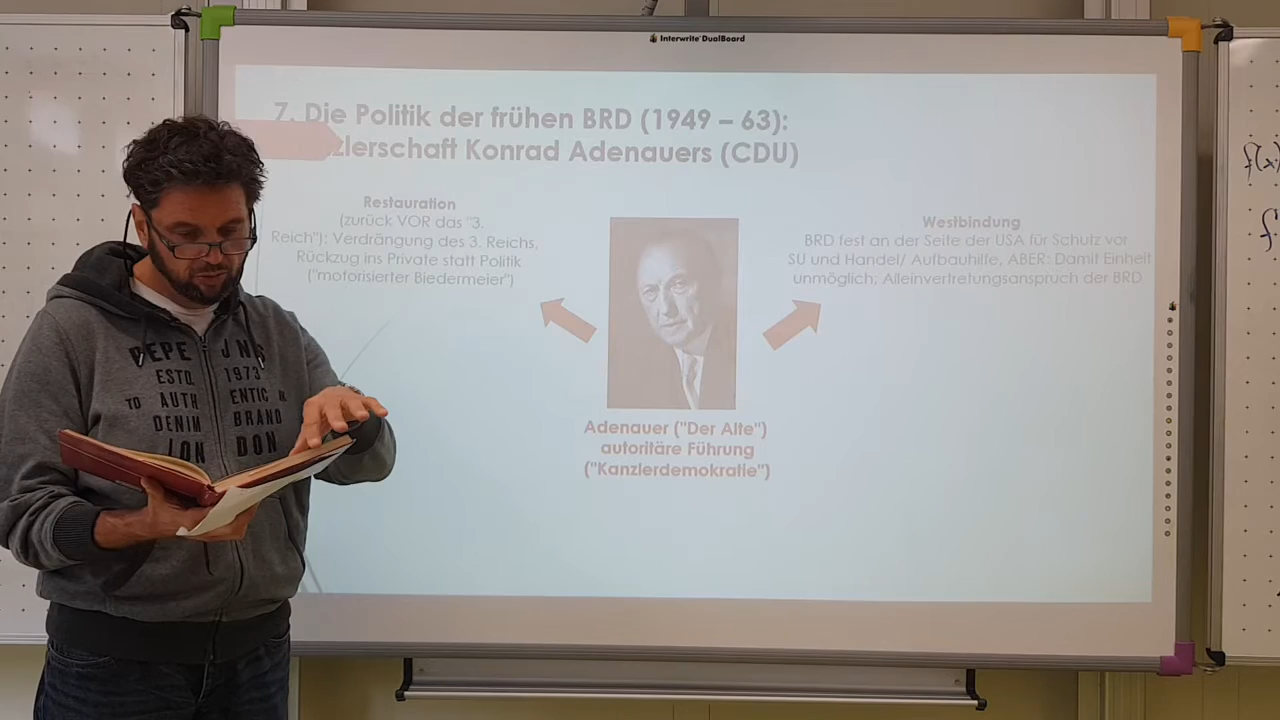 Interwrite DualBoard
7. Die Politik der frühen BRD (1949 – 63):
zlerschaft Konrad Adenauers (CDU)
Restauration
(zurück VOR das "3.
Reich"): Verdrängung des 3. Reichs,
Rückzug ins Private statt Politik
("motorisierter Biedermeier")
Westbindung
BRD fest an der Seite der USA für Schutz vor
SU und Handel/ Aufbauhilfe, ABER: Damit Einheit
unmöglich; Alleinvertretungsanspruch der BRD
Adenauer ("Der Alte")
autoritäre Führung
("Kanzlerdemokratie")
PEPE JNS
ESTD. 1973
TO AUTH ENTIC
DENIM BRAND
LON DON
f(x)
f'